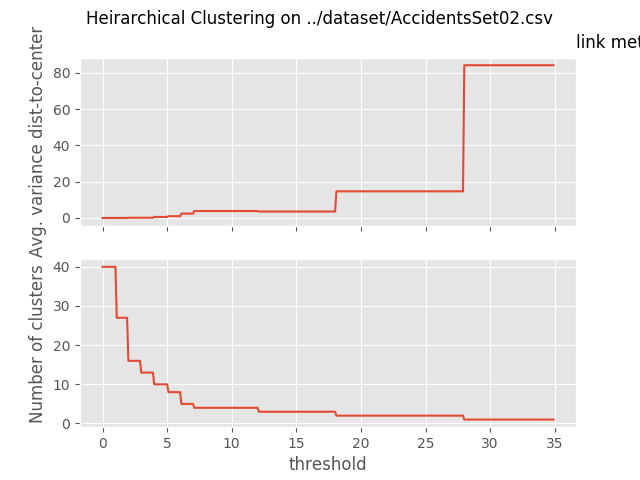 Heirarchical Clustering on ../dataset/AccidentsSet02.csv
link met
Avg. variance dist-to-center
80
60
40
20
0
Number of clusters
40
30
20
10
0
0 5 10 15 20 25 30 35
threshold